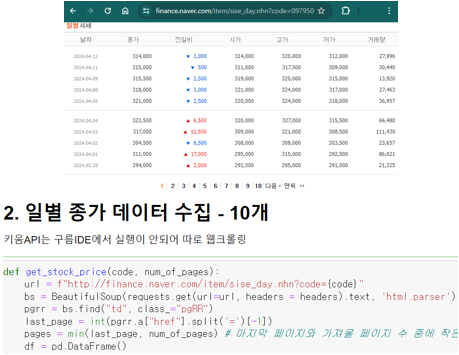 finance.naver.com/item/sise_day.nhn?code=097950
일별 시세
날짜 종가 전일비 시가 고가 저가 거래량
2024.04.12 314,000 ▼ 1,000 314,000 320,000 312,000 27,996
2024.04.11 315,000 ▼ 500 311,000 317,500 309,000 30,440
2024.04.09 315,500 ▼ 2,500 319,000 320,000 315,000 13,920
2024.04.08 318,000 ▼ 3,000 321,000 324,000 317,000 27,463
2024.04.05 321,000 ▼ 2,500 320,000 324,000 318,000 36,957
2024.04.04 323,500 ▲ 6,500 320,000 327,000 315,500 66,480
2024.04.03 317,000 ▲ 12,500 309,000 321,000 308,500 111,430
2024.04.02 304,500 ▼ 6,500 308,000 308,000 303,500 23,657
2024.04.01 311,000 ▲ 17,000 295,000 315,000 292,500 86,021
2024.03.29 294,000 ▲ 2,000 292,500 295,000 291,000 21,325
1 2 3 4 5 6 7 8 9 10 다음 › 맨뒤 ››
2. 일별 종가 데이터 수집 - 10개
키움API는 구름IDE에서 실행이 안되어 따로 웹크롤링
def get_stock_price(code, num_of_pages):
url = f"http://finance.naver.com/item/sise_day.nhn?code={code}"
bs = BeautifulSoup(requests.get(url=url, headers = headers).text, 'html.parser')
pgrr = bs.find("td", class_="pgRR")
last_page = int(pgrr.a["href"].split('=')[-1])
pages = min(last_page, num_of_pages) # 마지막 페이지와 가져올 페이지 수 중에 작은
df = pd.DataFrame()